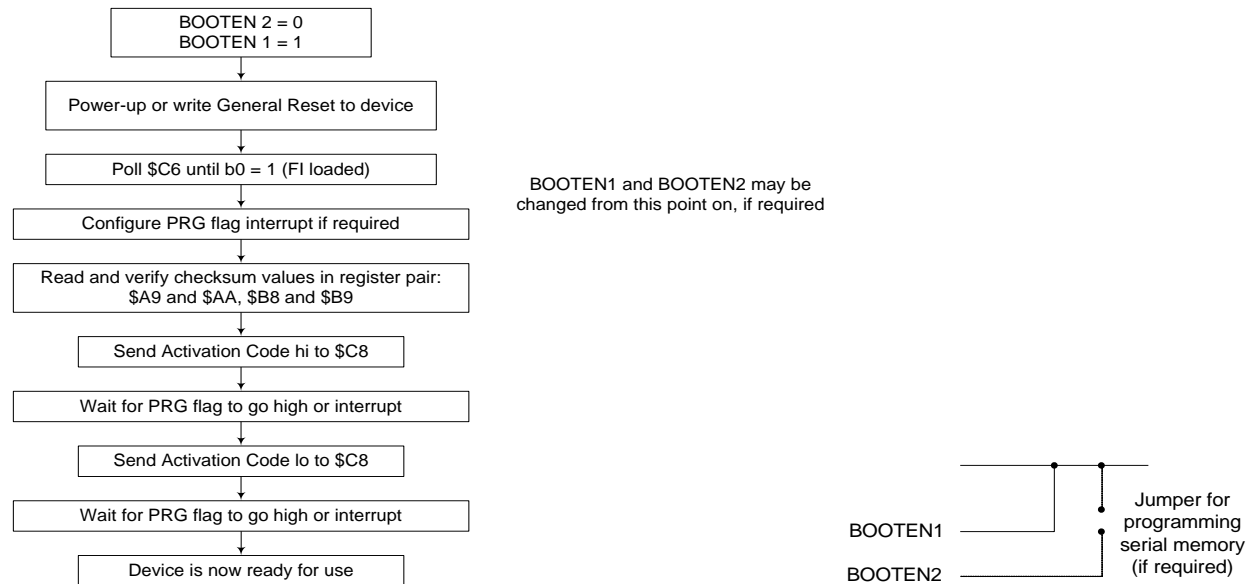 BOOTEN 2 = 0
BOOTEN 1 = 1
Power-up or write General Reset to device
Poll $C6 until b0 = 1 (FI loaded)
BOOTEN1 and BOOTEN2 may be
changed from this point on, if required
Configure PRG flag interrupt if required
Read and verify checksum values in register pair:
$A9 and $AA, $B8 and $B9
Send Activation Code hi to $C8
Wait for PRG flag to go high or interrupt
Send Activation Code lo to $C8
Wait for PRG flag to go high or interrupt
Device is now ready for use
BOOTEN1
BOOTEN2
Jumper for
programming
serial memory
(if required)